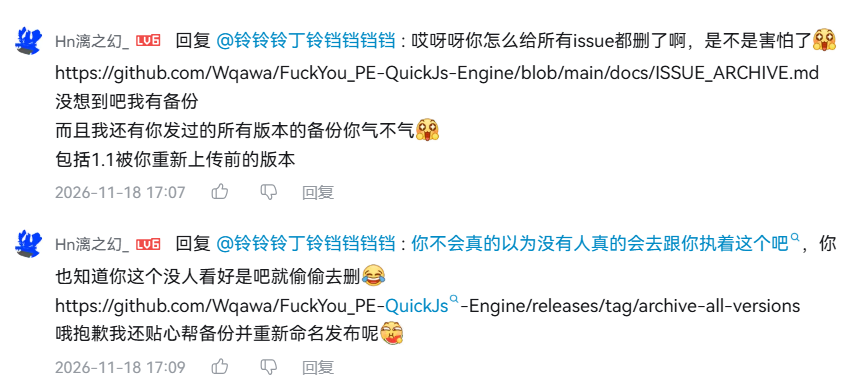 Hn漓之幻_ LV6 回复 @铃铃铃丁铃铛铛铛铛 : 哎呀呀你怎么给所有issue都删了啊，是不是害怕了
https://github.com/Wqawa/FuckYou_PE-QuickJs-Engine/blob/main/docs/ISSUE_ARCHIVE.md
没想到吧我有备份
而且我还有你发过的所有版本的备份你气不气
包括1.1被你重新上传前的版本
2026-11-18 17:07 回复
Hn漓之幻_ LV6 回复 @铃铃铃丁铃铛铛铛铛 : 你不会真的以为没有人真的会去跟你执着这个吧，你
也知道你这个没人看好是吧就偷偷去删
https://github.com/Wqawa/FuckYou_PE-QuickJs-Engine/releases/tag/archive-all-versions
哦抱歉我还贴心帮备份并重新命名发布呢
2026-11-18 17:09 回复